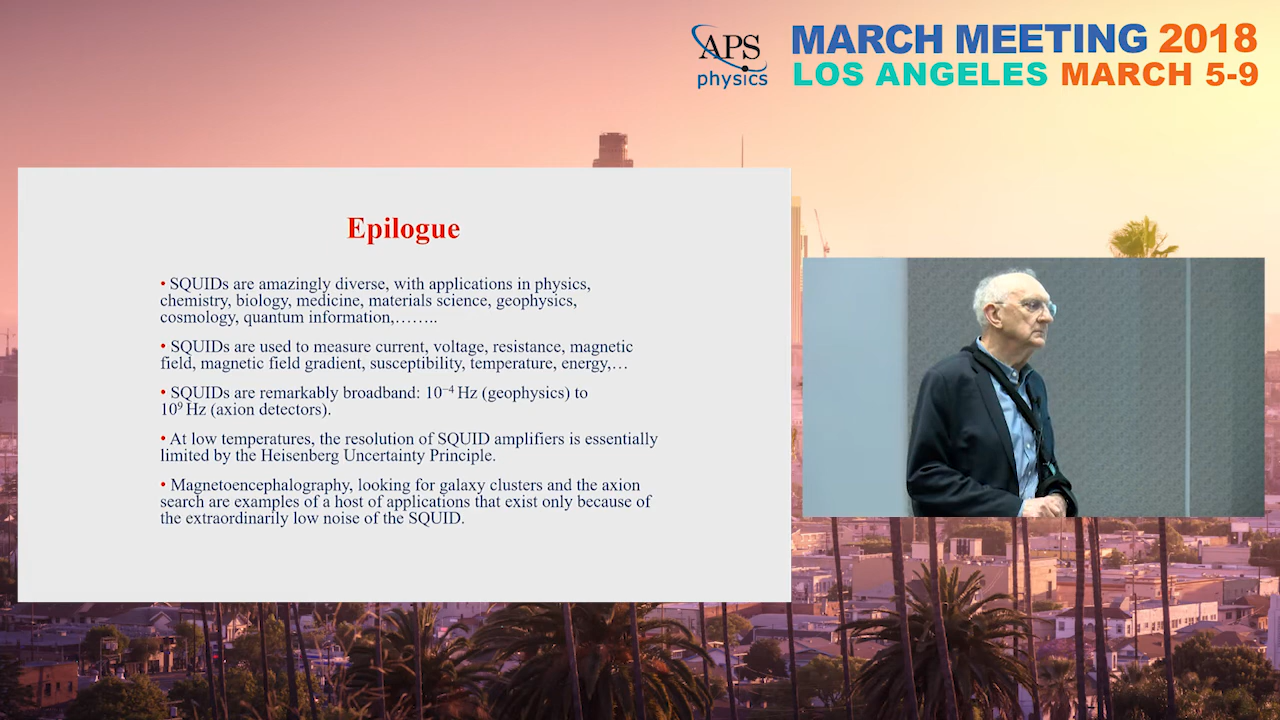 APS
physics
MARCH MEETING 2018
LOS ANGELES MARCH 5-9
Epilogue
• SQUIDs are amazingly diverse, with applications in physics,
chemistry, biology, medicine, materials science, geophysics,
cosmology, quantum information,……..
• SQUIDs are used to measure current, voltage, resistance, magnetic
field, magnetic field gradient, susceptibility, temperature, energy,…
• SQUIDs are remarkably broadband: 10⁻⁴ Hz (geophysics) to
10⁹ Hz (axion detectors).
• At low temperatures, the resolution of SQUID amplifiers is essentially
limited by the Heisenberg Uncertainty Principle.
• Magnetoencephalography, looking for galaxy clusters and the axion
search are examples of a host of applications that exist only because of
the extraordinarily low noise of the SQUID.